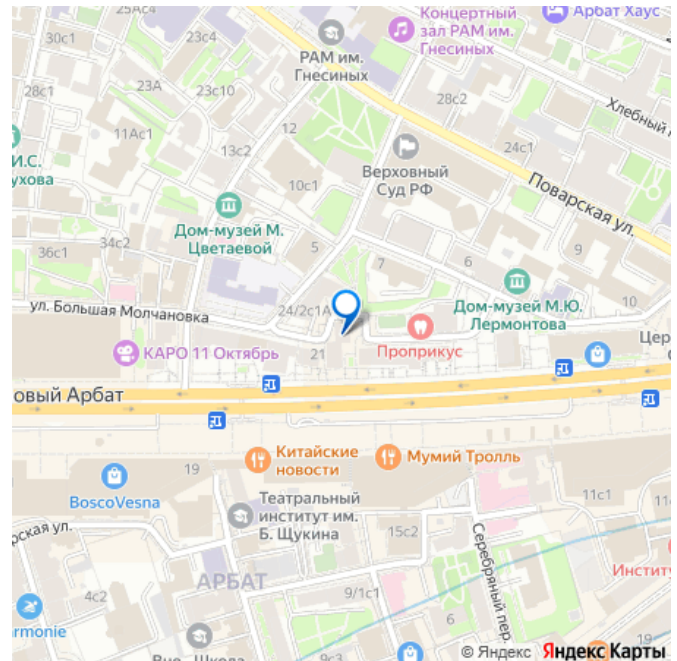 25Ас4
Арбат Хаус
Концертный
зал РАМ им.
Гнесиных
30с1
23с4
РАМ им.
Гнесиных
28с1
23А
23с10
28с2
Хлебный
11Ас1
12
13с2
24с1
Верховный
Суд РФ
И.С.
10с1
Поварская ул.
Дом-музей М.
Цветаевой
34с2
36с1
5
7
9
24/2с1А
10
ул. Большая Молчановка
Дом-музей М.Ю.
Лермонтова
КАРО 11 Октябрь
21
Проприкус
Цер
овый Арбат
Китайские
новости
Мумий Тролль
19
BoscoVesna
Театральный
институт им.
Б. Щукина
11с1
11
рская ул.
15с2
Серебряный пер.
АРБАТ
Институ
4с2
9/1с1
armonie
© Яндекс Яндекс Карты